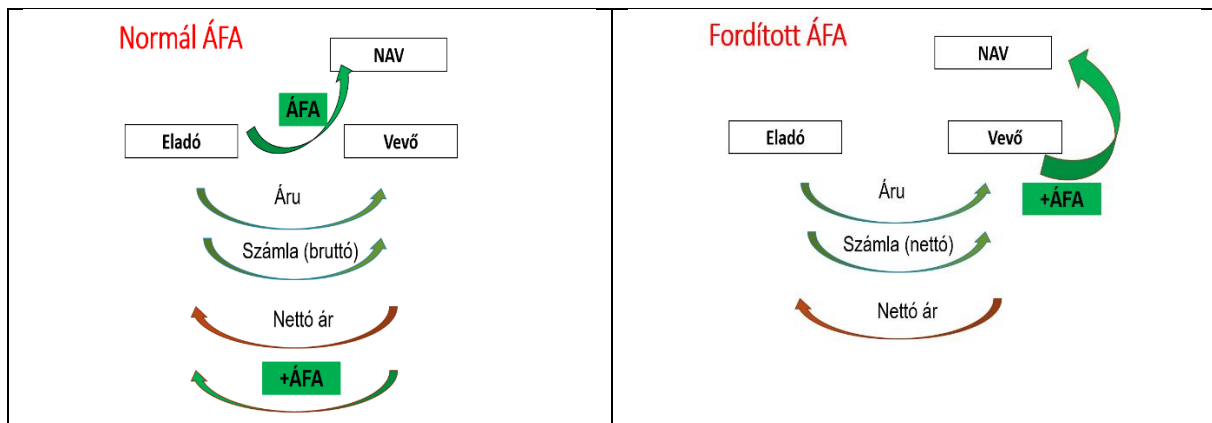 Normál ÁFA
NAV
ÁFA
Eladó
Vevő
Áru
Számla (bruttó)
Nettó ár
+ÁFA
Fordított ÁFA
NAV
Eladó
Vevő
+ÁFA
Áru
Számla (nettó)
Nettó ár